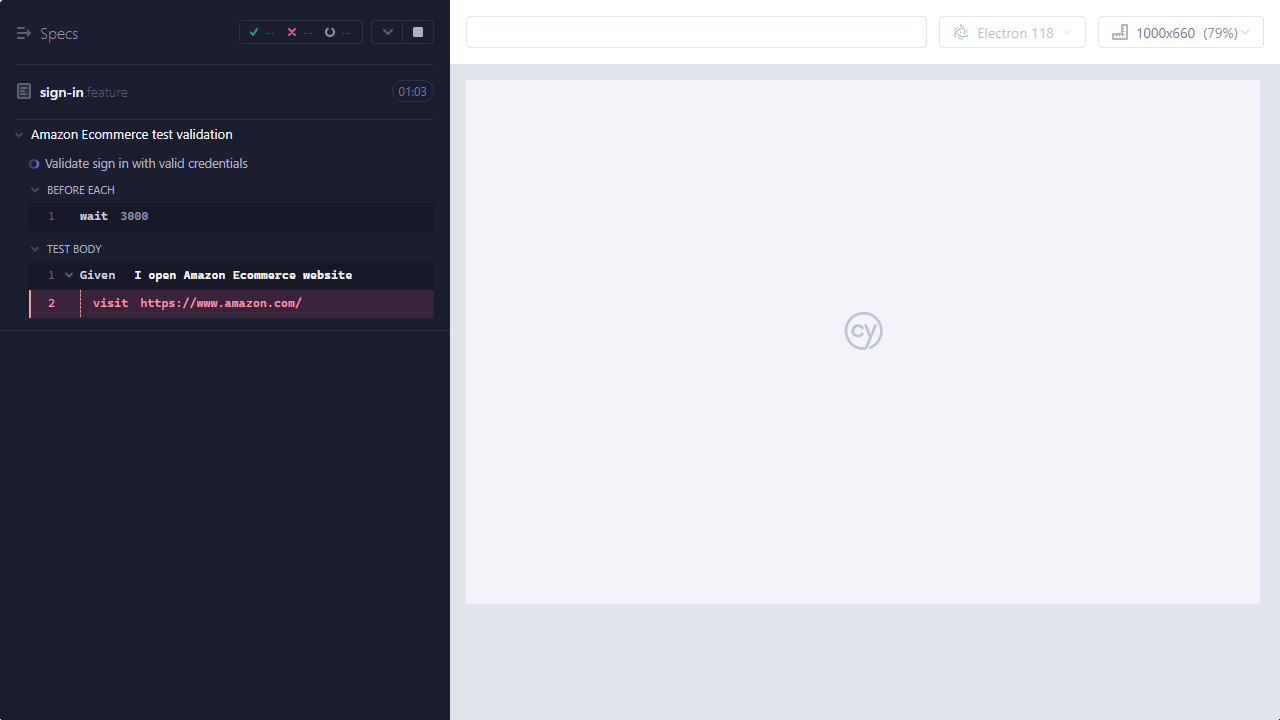 Specs
--
--
--
sign-in.feature
01:03
Amazon Ecommerce test validation
Validate sign in with valid credentials
BEFORE EACH
1 wait 3000
TEST BODY
1 Given I open Amazon Ecommerce website
2 visit https://www.amazon.com/
Electron 118
1000x660 (79%)
cy